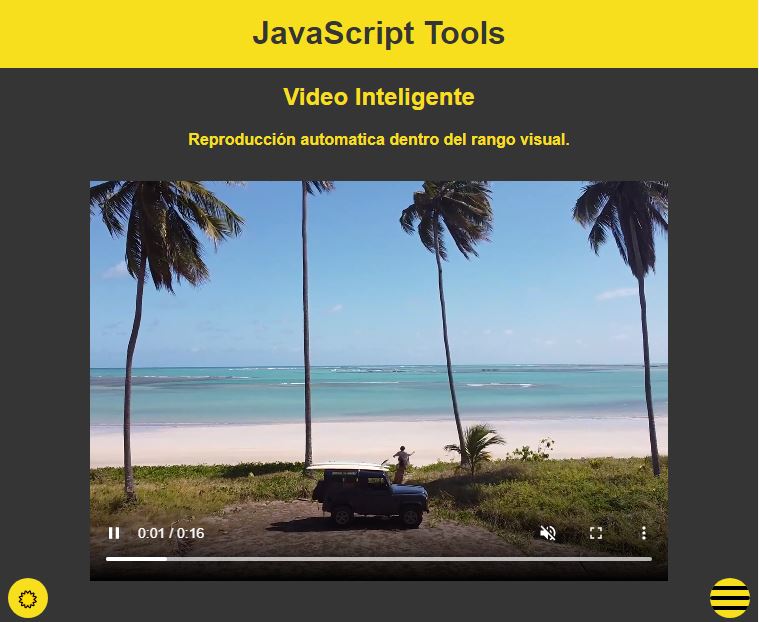 JavaScript Tools
Video Inteligente
Reproducción automatica dentro del rango visual.
0:01 / 0:16